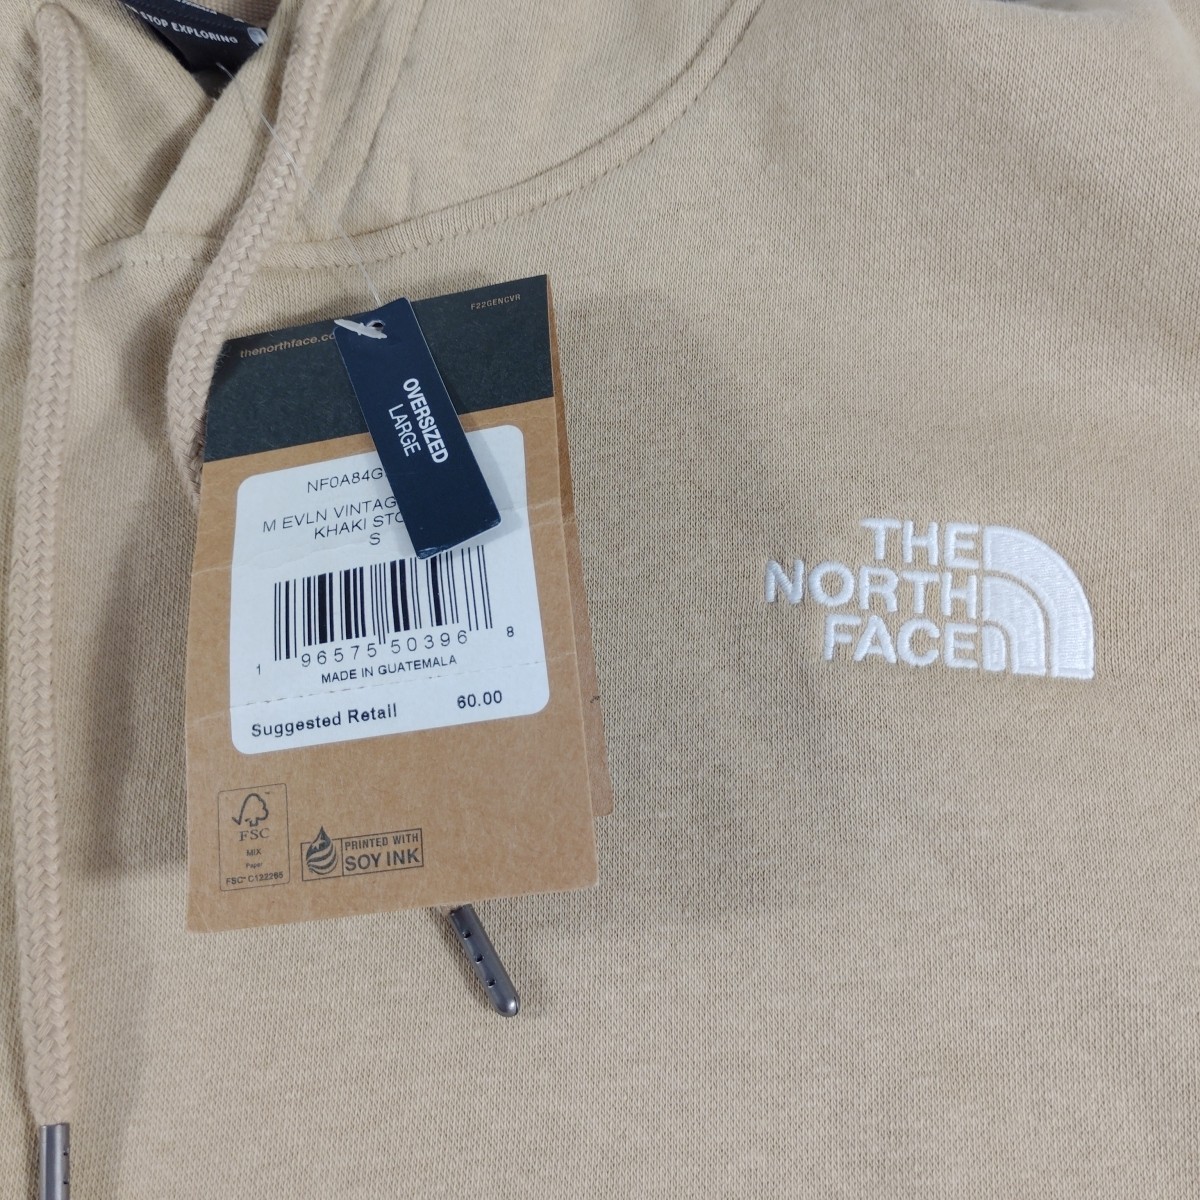 STOP EXPLORING
F22GENCVR
thenorthface.co
OVERSIZED
LARGE
NF0A84G
M EVLN VINTAG
KHAKI STO
S
1 96575 50396 8
MADE IN GUATEMALA
Suggested Retail 60.00
FSC
MIX
Paper
FSC® C132265
PRINTED WITH
SOY INK
THE
NORTH
FACE